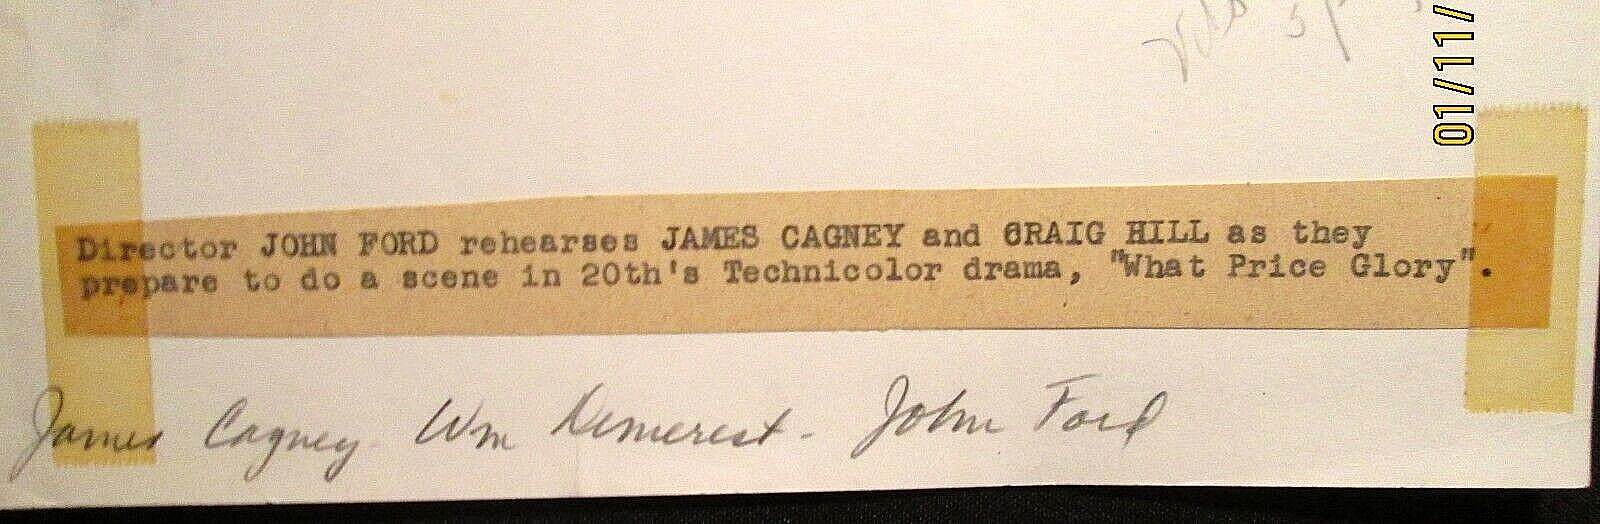 01/11/
Director JOHN FORD rehearses JAMES CAGNEY and CRAIG HILL as they
prepare to do a scene in 20th's Technicolor drama, "What Price Glory".
James Cagney - Wm Demerest - John Ford